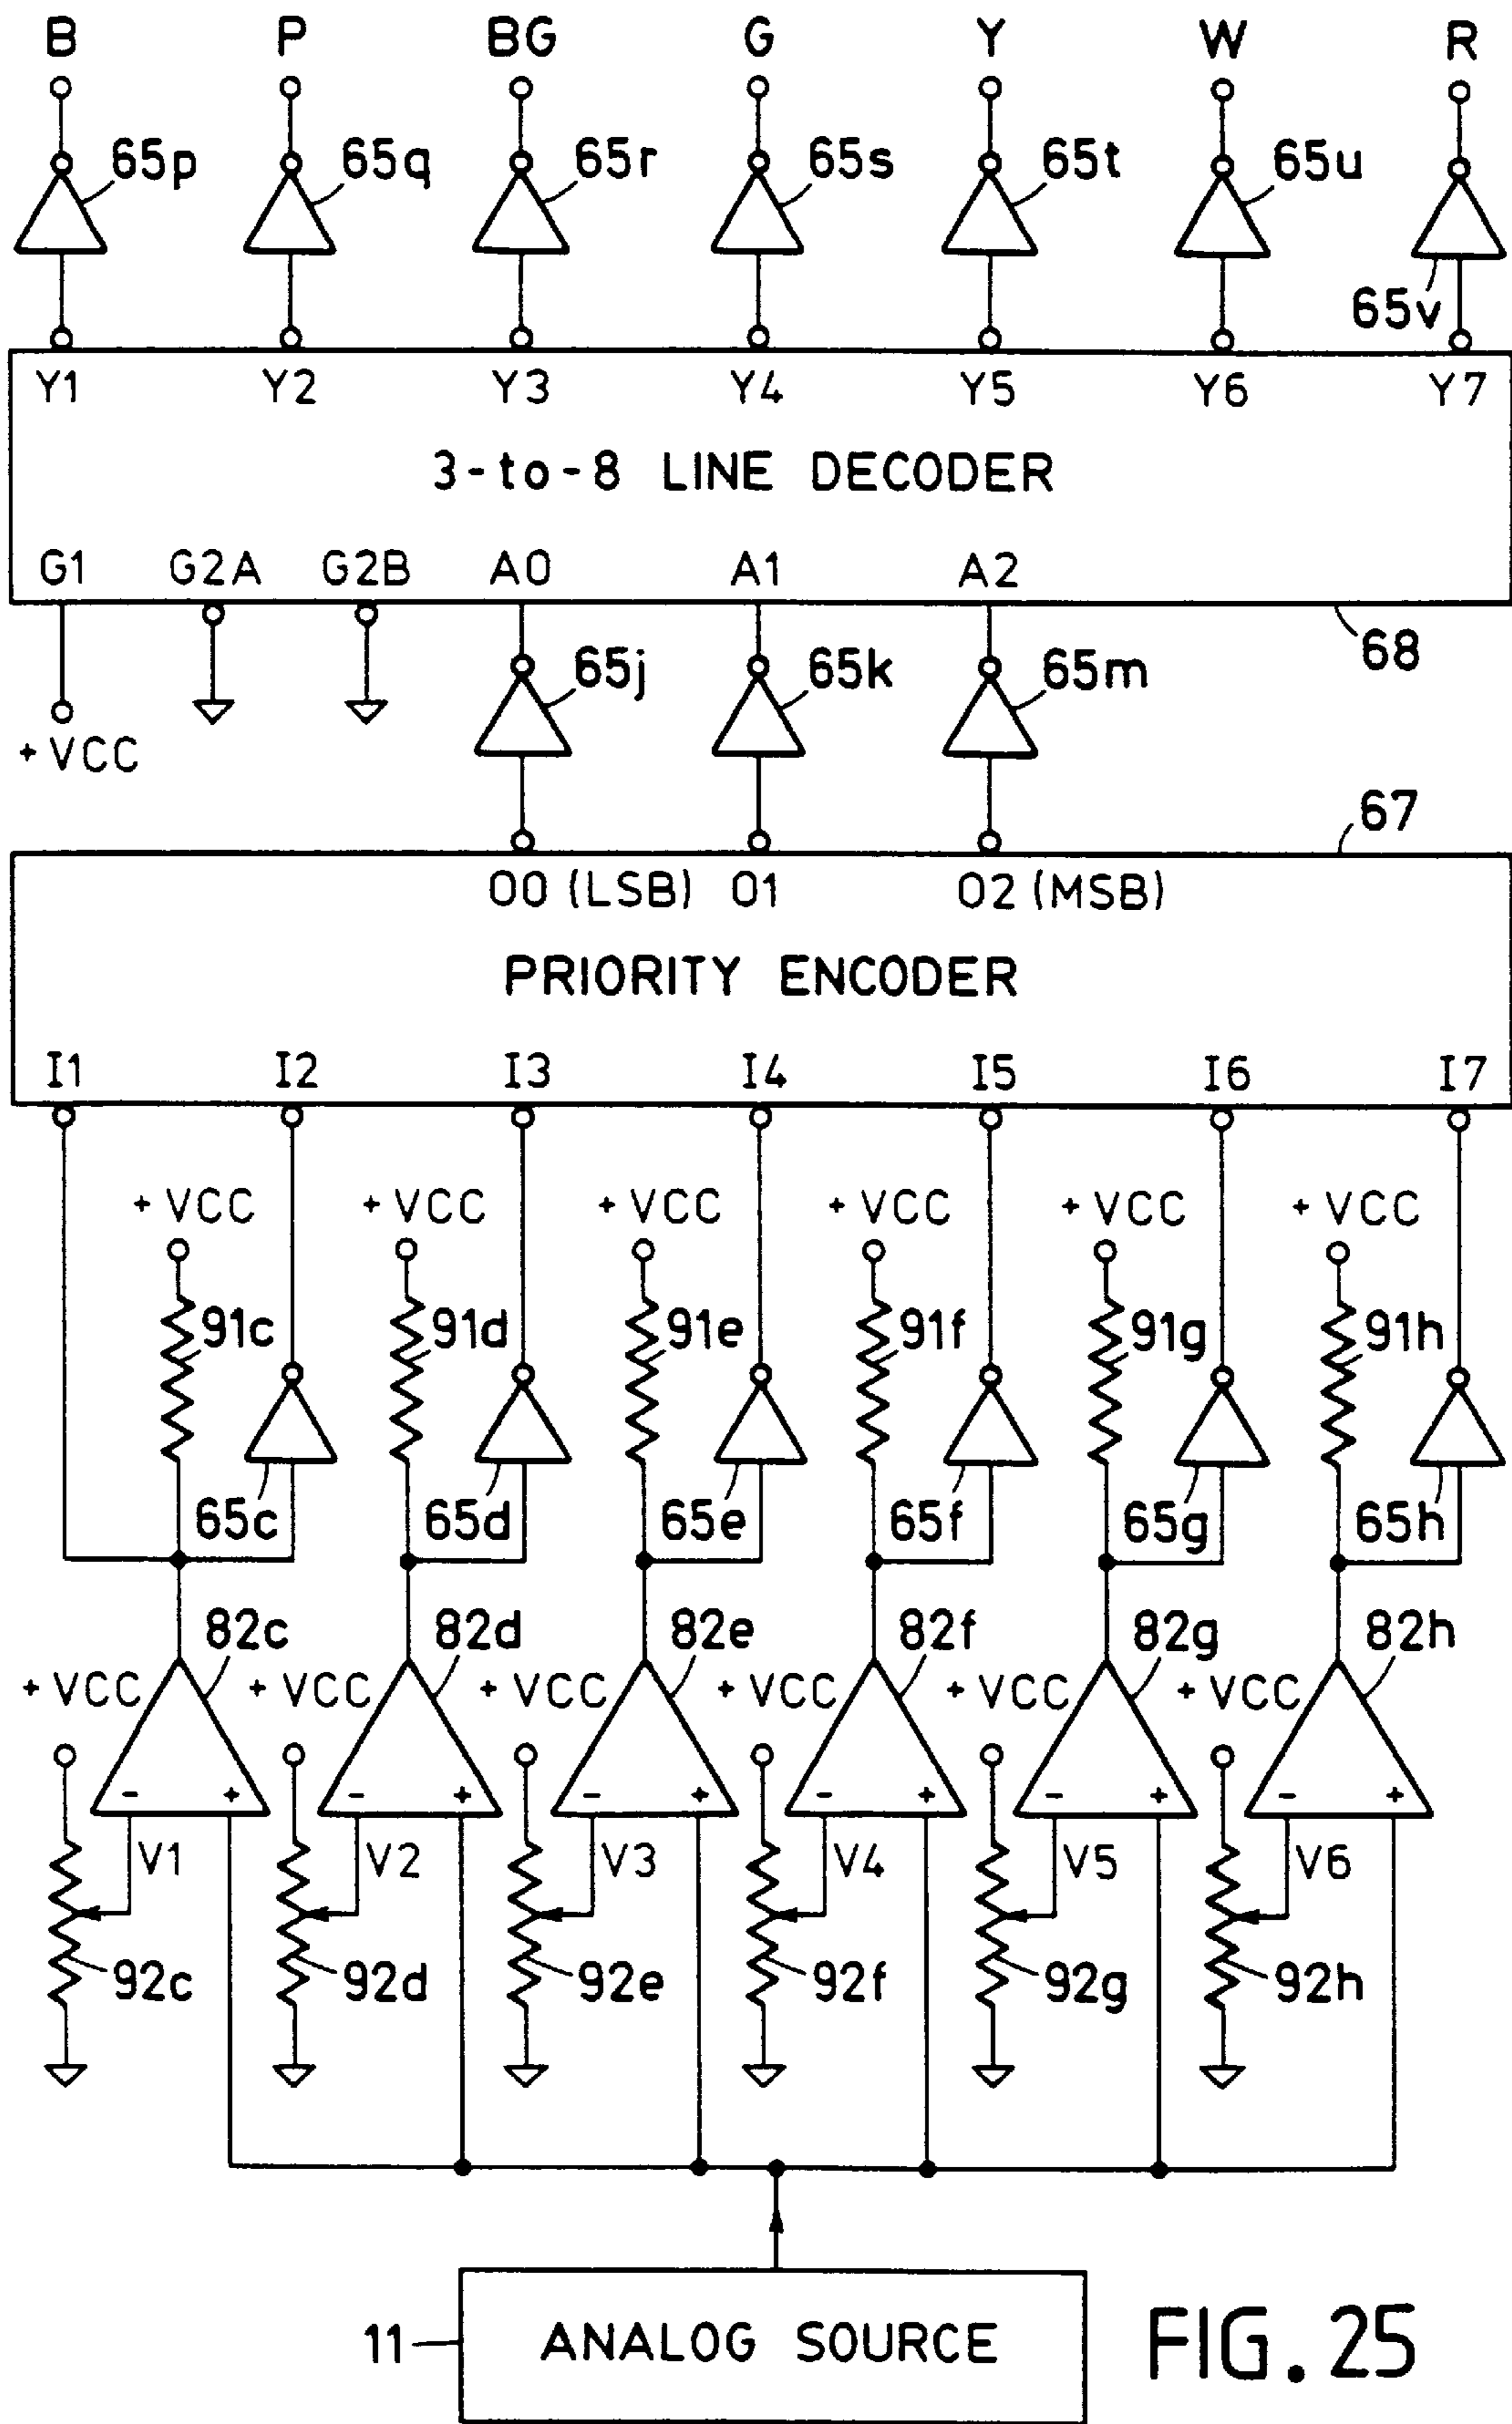 B P BG G Y W R
65p 65q 65r 65s 65t 65u
65v
Y1 Y2 Y3 Y4 Y5 Y6 Y7
3-to-8 LINE DECODER
G1 G2A G2B A0 A1 A2
68
65j 65k 65m
+VCC
67
O0 (LSB) O1 O2 (MSB)
PRIORITY ENCODER
I1 I2 I3 I4 I5 I6 I7
+VCC +VCC +VCC +VCC +VCC +VCC
91c 91d 91e 91f 91g 91h
65c 65d 65e 65f 65g 65h
82c 82d 82e 82f 82g 82h
+VCC +VCC +VCC +VCC +VCC +VCC
- + - + - + - + - + - +
V1 V2 V3 V4 V5 V6
92c 92d 92e 92f 92g 92h
11 ANALOG SOURCE
FIG. 25